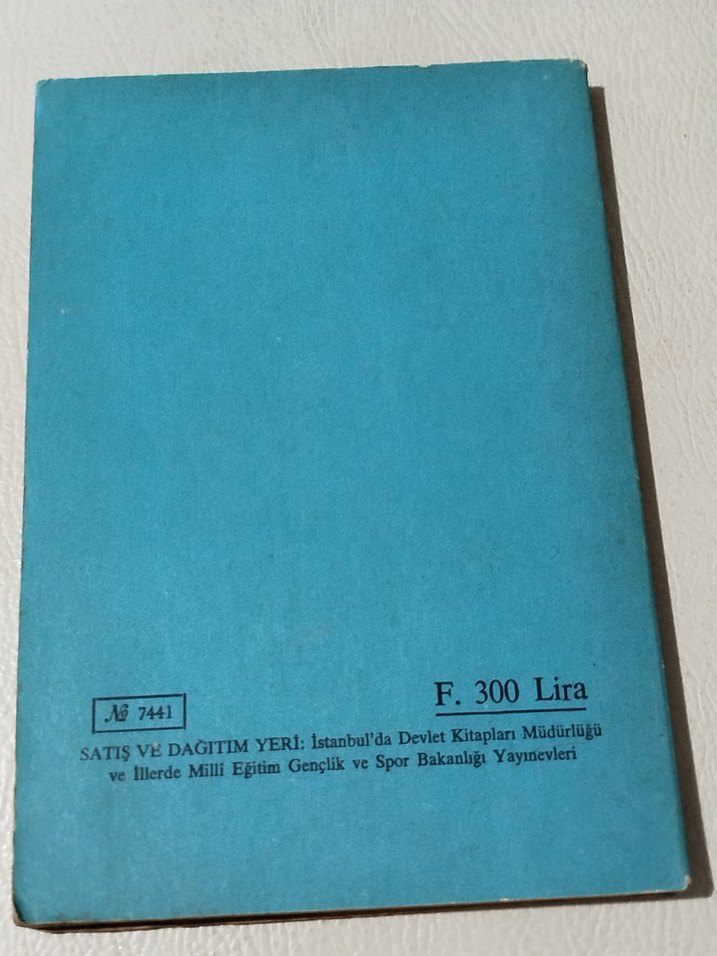 F. 300 Lira
№ 7441
SATIŞ VE DAĞITIM YERİ: İstanbul'da Devlet Kitapları Müdürlüğü
ve İllerde Millî Eğitim Gençlik ve Spor Bakanlığı Yayınevleri